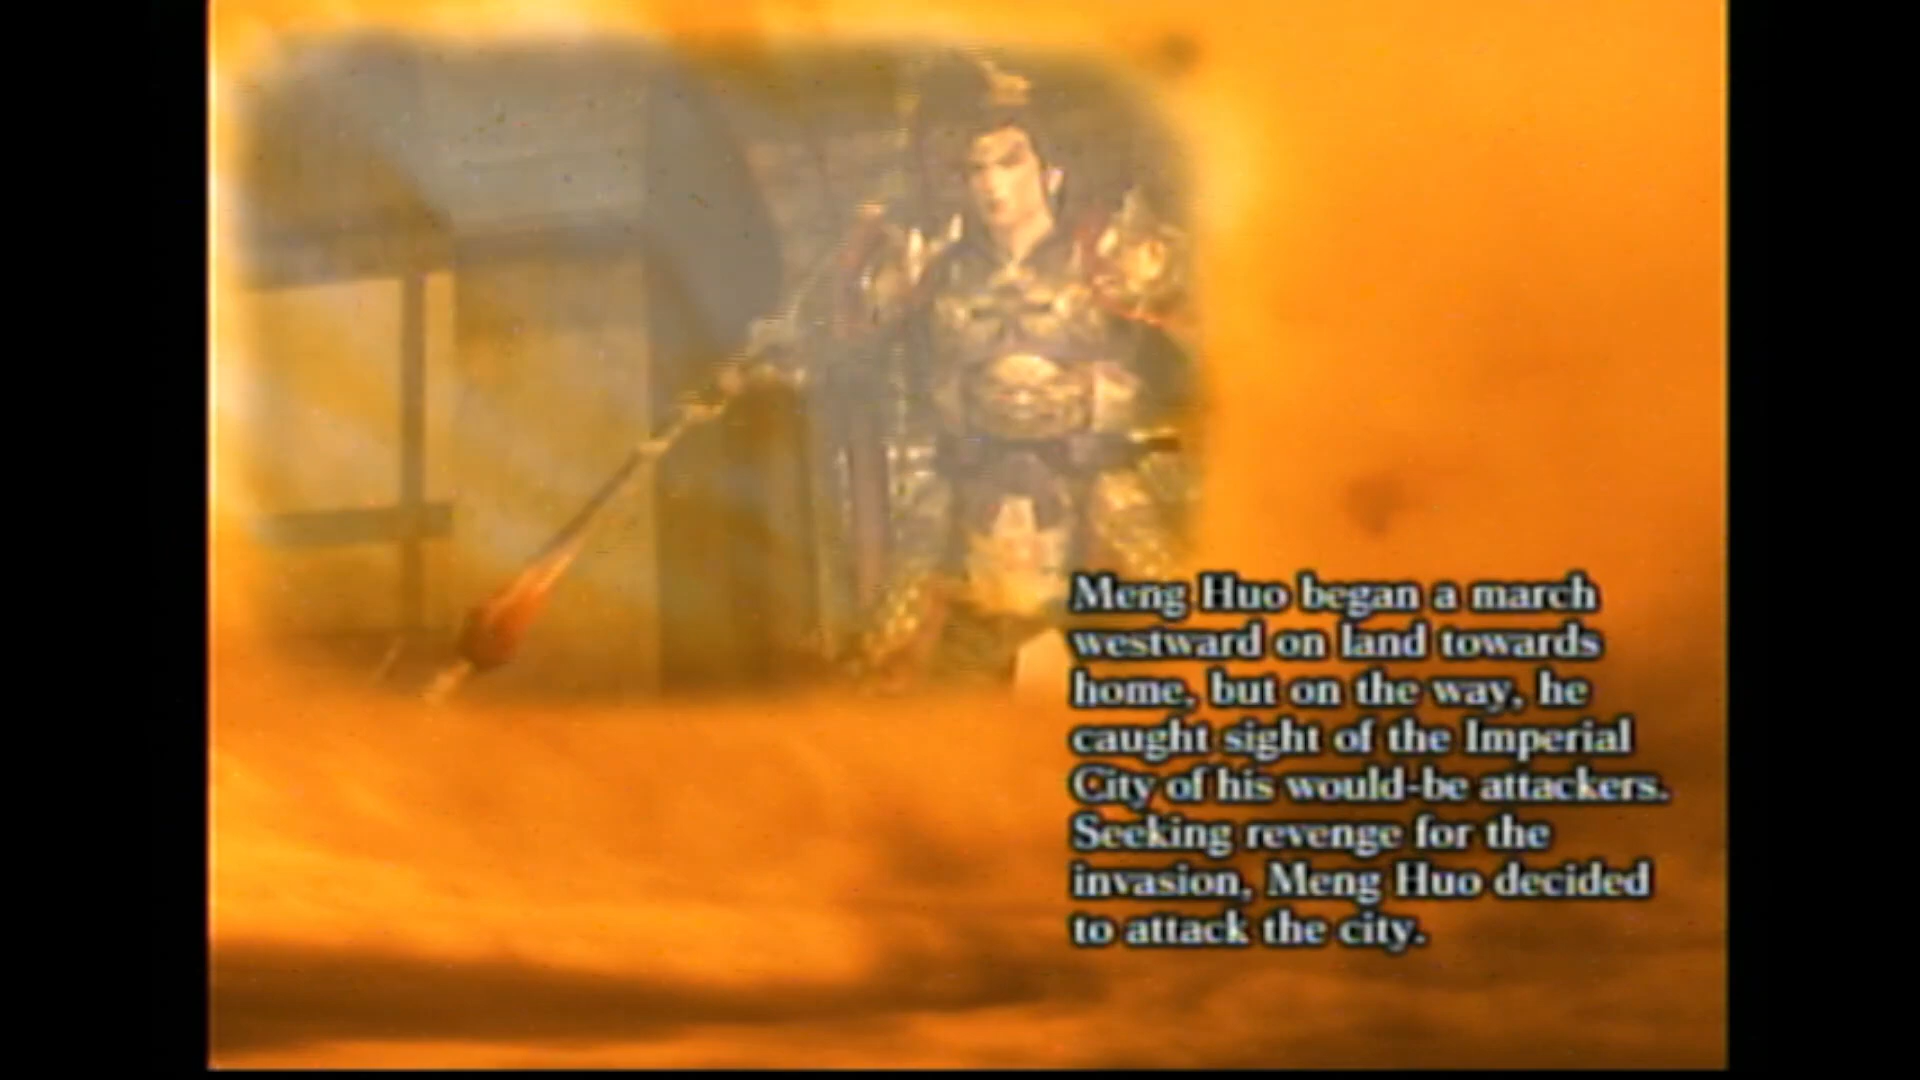 Meng Huo began a march
westward on land towards
home, but on the way, he
caught sight of the Imperial
City of his would-be attackers.
Seeking revenge for the
invasion, Meng Huo decided
to attack the city.